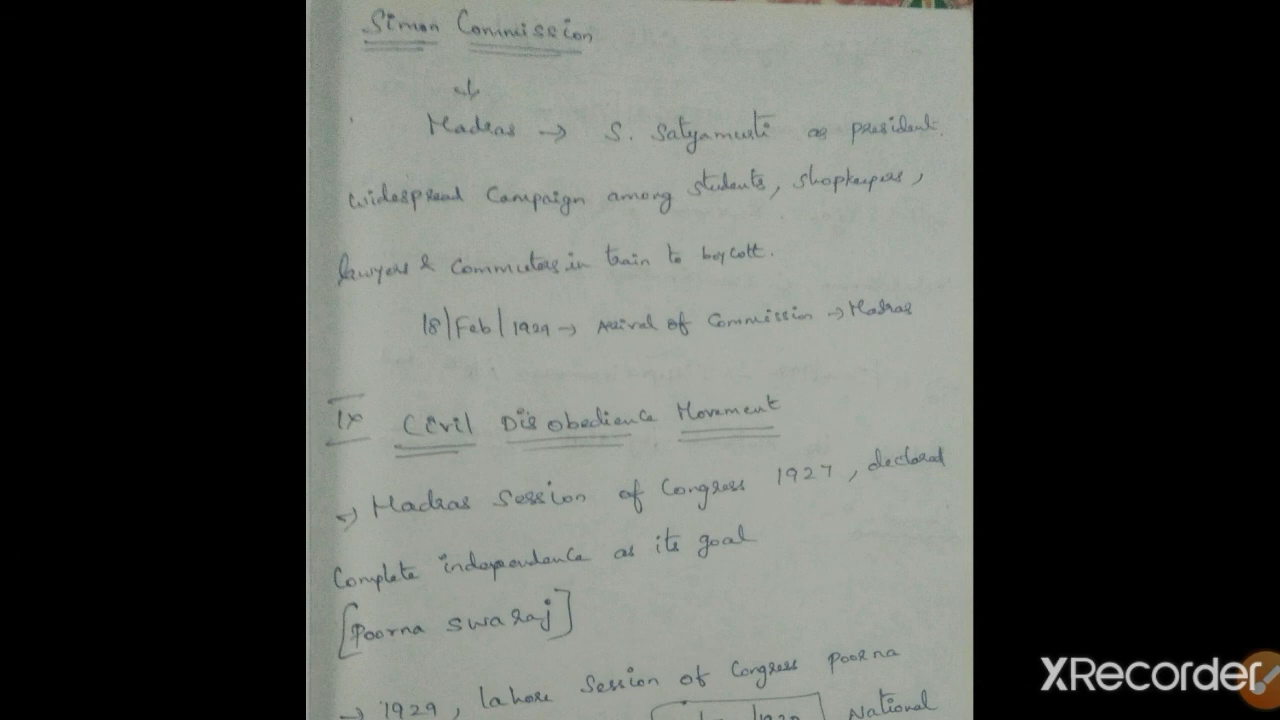 Simon Commission
Madras → S. Satyamurti as president.
widespread Campaign among students, shopkeepers,
lawyers & Commuters in train to boycott.
18/Feb/1929 → Arrival of Commission → Madras
IX Civil Disobedience Movement
→ Madras Session of Congress 1927, declared
Complete independence as its goal
[Poorna Swaraj]
→ 1929, lahore Session of Congress poorna
National
XRecorder